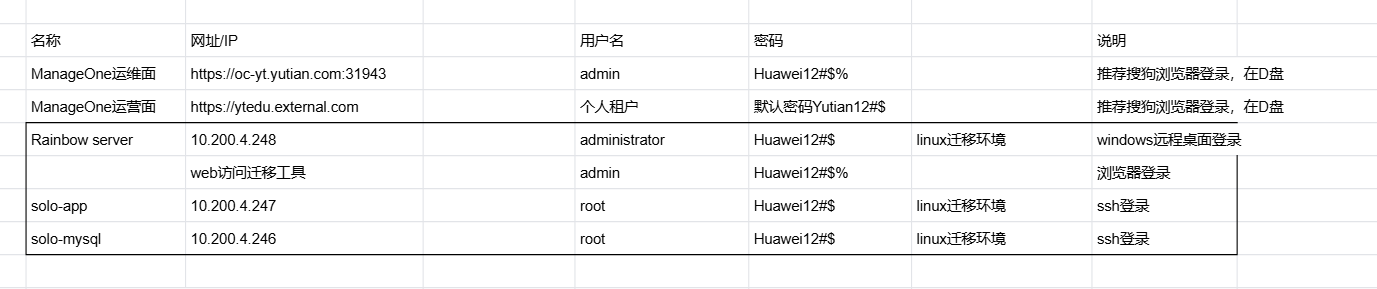 名称 网址/IP 用户名 密码 说明
ManageOne运维面 https://oc-yt.yutian.com:31943 admin Huawei12#$% 推荐搜狗浏览器登录，在D盘
ManageOne运营面 https://ytedu.external.com 个人租户 默认密码Yutian12#$ 推荐搜狗浏览器登录，在D盘
Rainbow server 10.200.4.248 administrator Huawei12#$ linux迁移环境 windows远程桌面登录
web访问迁移工具 admin Huawei12#$% 浏览器登录
solo-app 10.200.4.247 root Huawei12#$ linux迁移环境 ssh登录
solo-mysql 10.200.4.246 root Huawei12#$ linux迁移环境 ssh登录